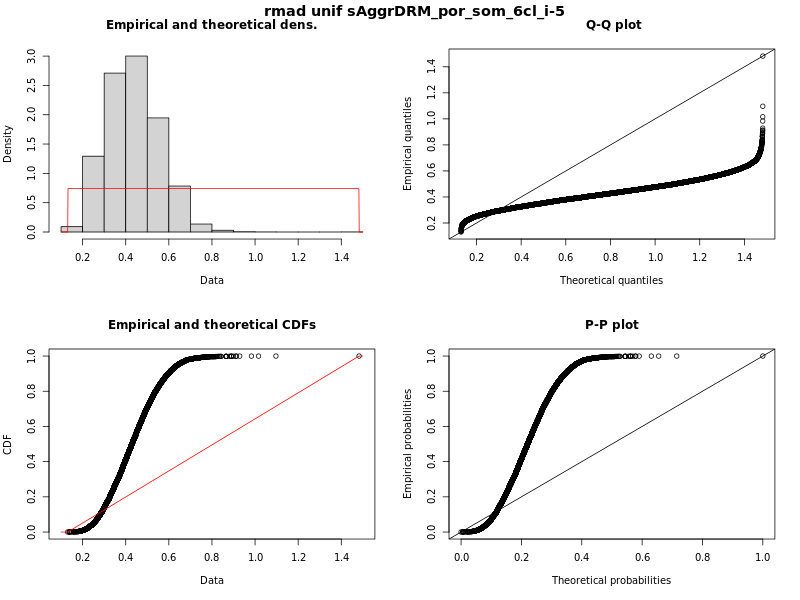 rmad unif sAggrDRM_por_som_6cl_i-5
Empirical and theoretical dens.
Density
0.0 0.5 1.0 1.5 2.0 2.5 3.0
0.2 0.4 0.6 0.8 1.0 1.2 1.4
Data
Q-Q plot
Empirical quantiles
0.2 0.4 0.6 0.8 1.0 1.2 1.4
0.2 0.4 0.6 0.8 1.0 1.2 1.4
Theoretical quantiles
Empirical and theoretical CDFs
CDF
0.0 0.2 0.4 0.6 0.8 1.0
0.2 0.4 0.6 0.8 1.0 1.2 1.4
Data
P-P plot
Empirical probabilities
0.0 0.2 0.4 0.6 0.8 1.0
0.0 0.2 0.4 0.6 0.8 1.0
Theoretical probabilities